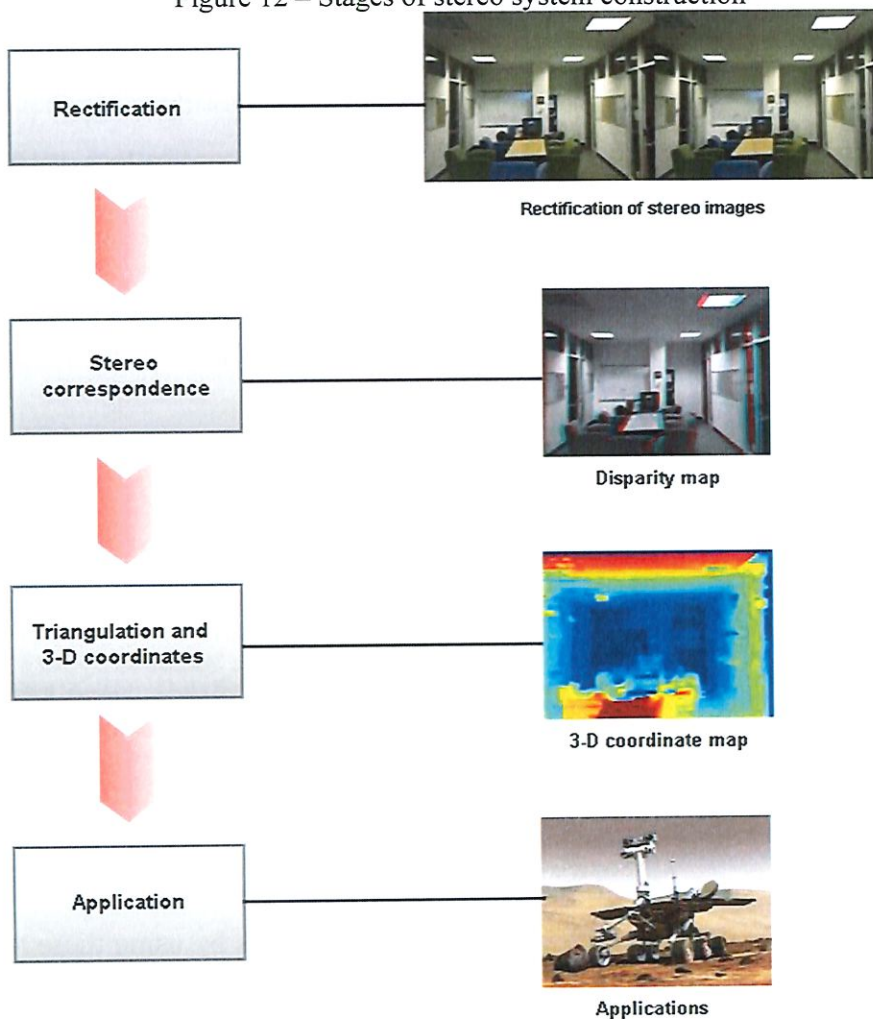 Figure 12 – Stages of stereo system construction
Rectification
Rectification of stereo images
Stereo
correspondence
Disparity map
Triangulation and
3-D coordinates
3-D coordinate map
Application
Applications